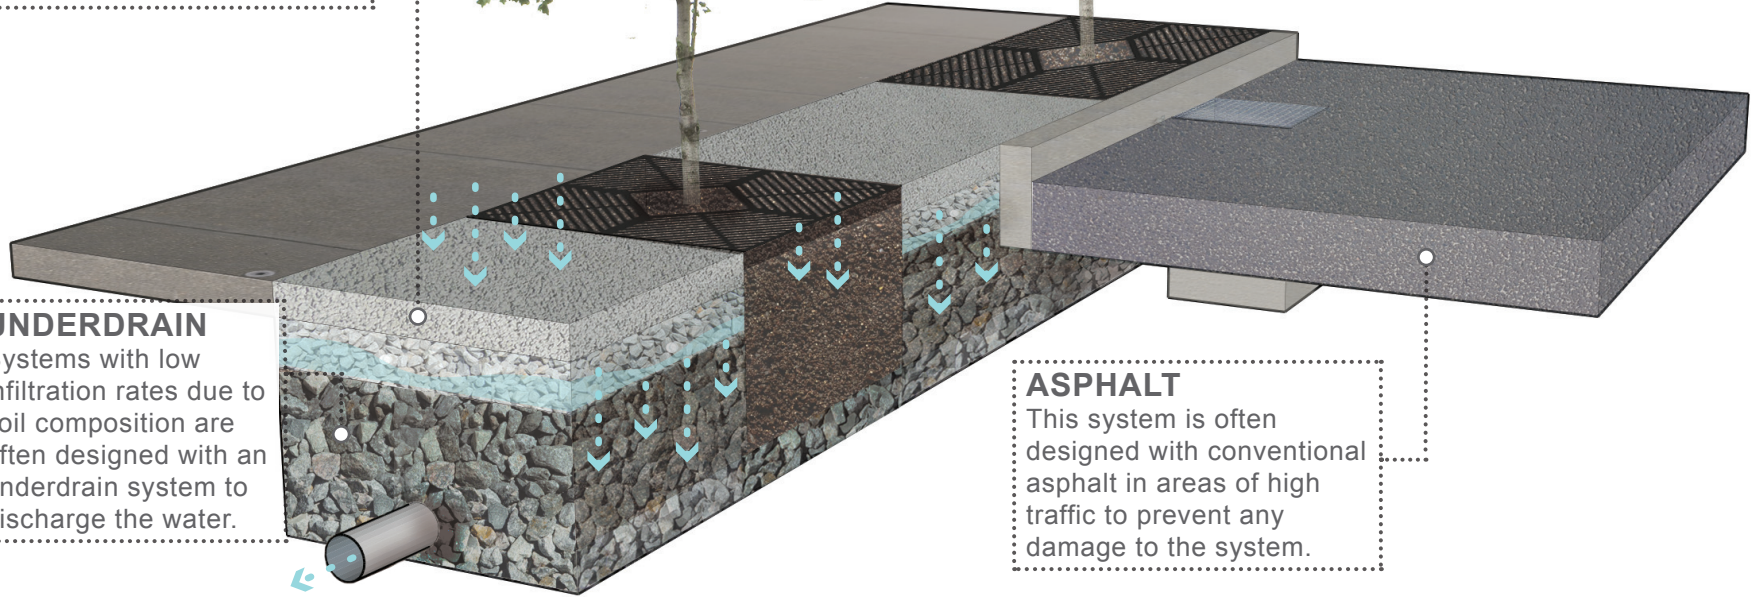 UNDERDRAIN
systems with low
nfiltration rates due to
oil composition are
ften designed with an
nderdrain system to
ischarge the water.
ASPHALT
This system is often
designed with conventional
asphalt in areas of high
traffic to prevent any
damage to the system.